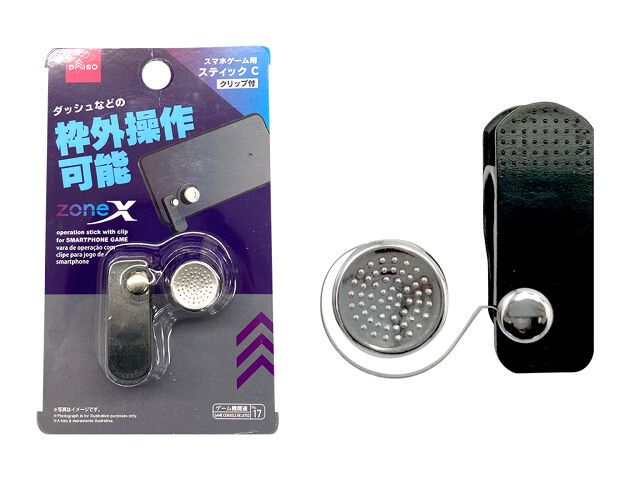 DAISO
スマホゲーム用
スティック C
クリップ付
ダッシュなどの
枠外操作
可能
zoneX
operation stick with clip
for SMARTPHONE GAME
vara de operação com
clipe para jogo de
smartphone
※写真はイメージです。
※Photograph is for illustrative purposes only.
※A foto é meramente ilustrativa.
ゲーム機関連
GAME CONSOLE RELATED
No.
17